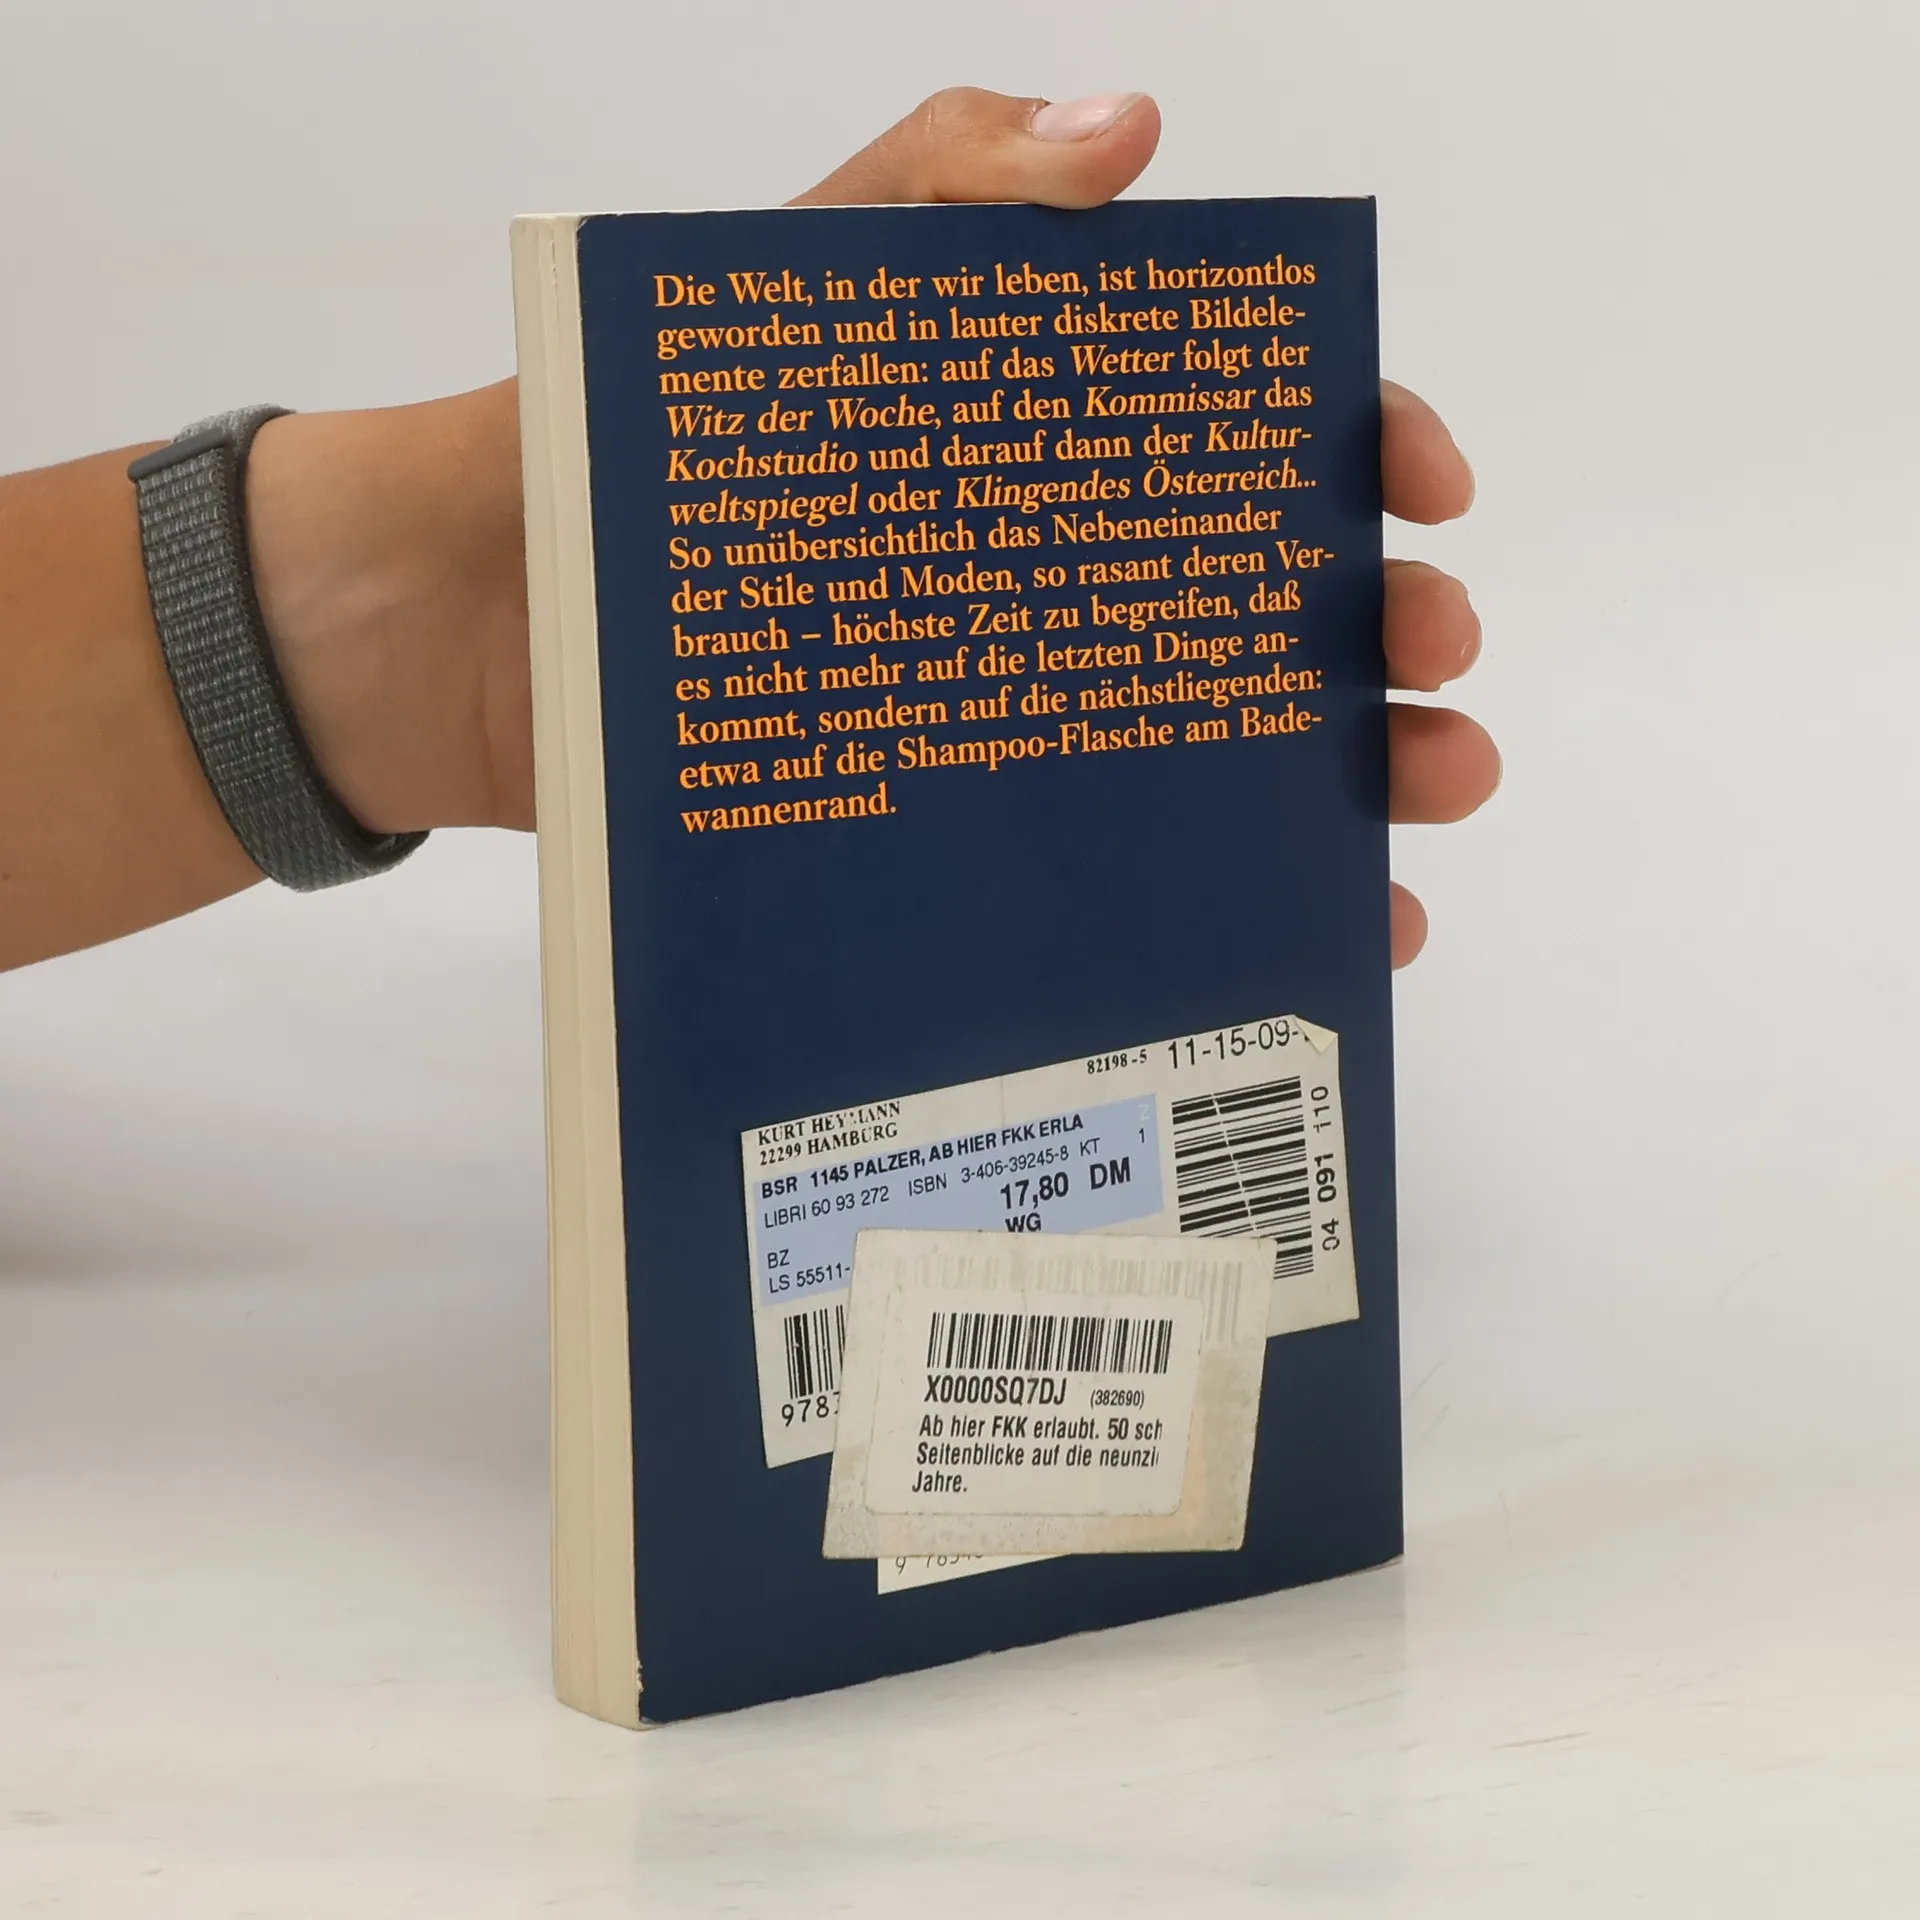 Die Welt, in der wir leben, ist horizontlos
geworden und in lauter diskrete Bildele-
mente zerfallen: auf das Wetter folgt der
Witz der Woche, auf den Kommissar das
Kochstudio und darauf dann der Kultur-
weltspiegel oder Klingendes Österreich...
So unübersichtlich das Nebeneinander
der Stile und Moden, so rasant deren Ver-
brauch – höchste Zeit zu begreifen, daß
es nicht mehr auf die letzten Dinge an-
kommt, sondern auf die nächstliegenden:
etwa auf die Shampoo-Flasche am Bade-
wannenrand.
82198-5 11-15-09-
KURT HEYMANN
22299 HAMBURG
BSR 1145 PALZER, AB HIER FKK ERLA
Z
LIBRI 60 93 272 ISBN 3-406-39245-8 KT 1
17,80 DM
WG
BZ
LS 55511-
04 091 110
978
X0000SQ7DJ (382690)
Ab hier FKK erlaubt. 50 sch
Seitenblicke auf die neunzi
Jahre.
9